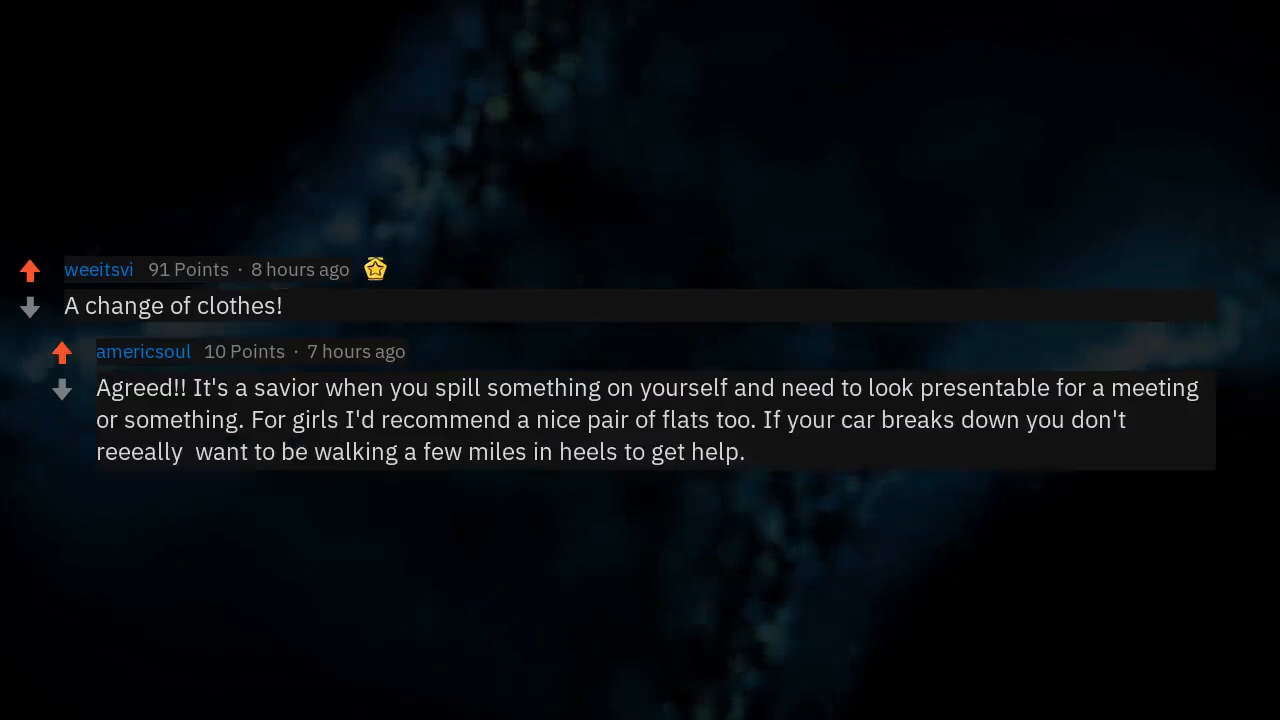 weeitsvi 91 Points · 8 hours ago
A change of clothes!
americsoul 10 Points · 7 hours ago
Agreed!! It's a savior when you spill something on yourself and need to look presentable for a meeting
or something. For girls I'd recommend a nice pair of flats too. If your car breaks down you don't
reeeally  want to be walking a few miles in heels to get help.